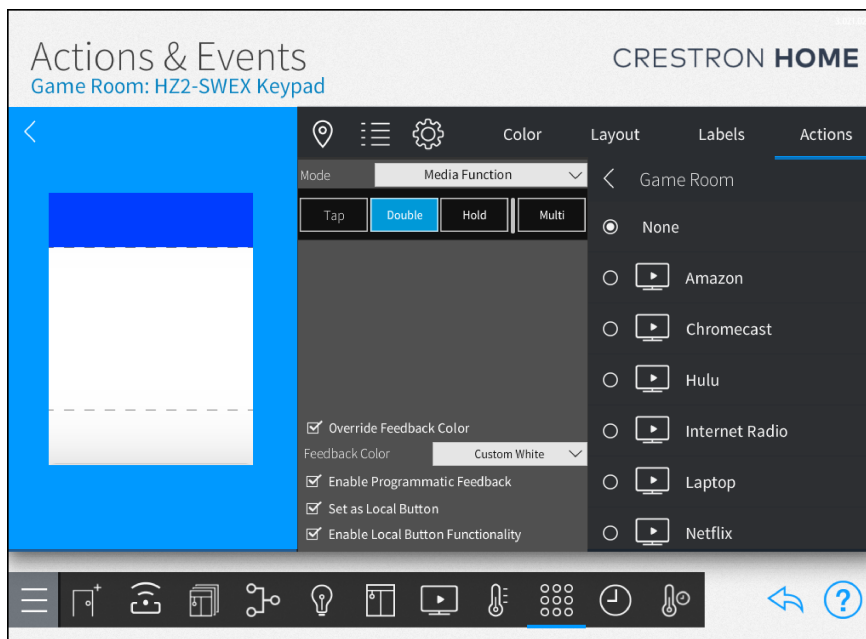 Actions & Events
Game Room: HZ2-SWEX Keypad
CRESTRON HOME
Color
Layout
Labels
Actions
Mode
Media Function
Tap
Double
Hold
Multi
Override Feedback Color
Feedback Color
Custom White
Enable Programmatic Feedback
Set as Local Button
Enable Local Button Functionality
Game Room
None
Amazon
Chromecast
Hulu
Internet Radio
Laptop
Netflix
?